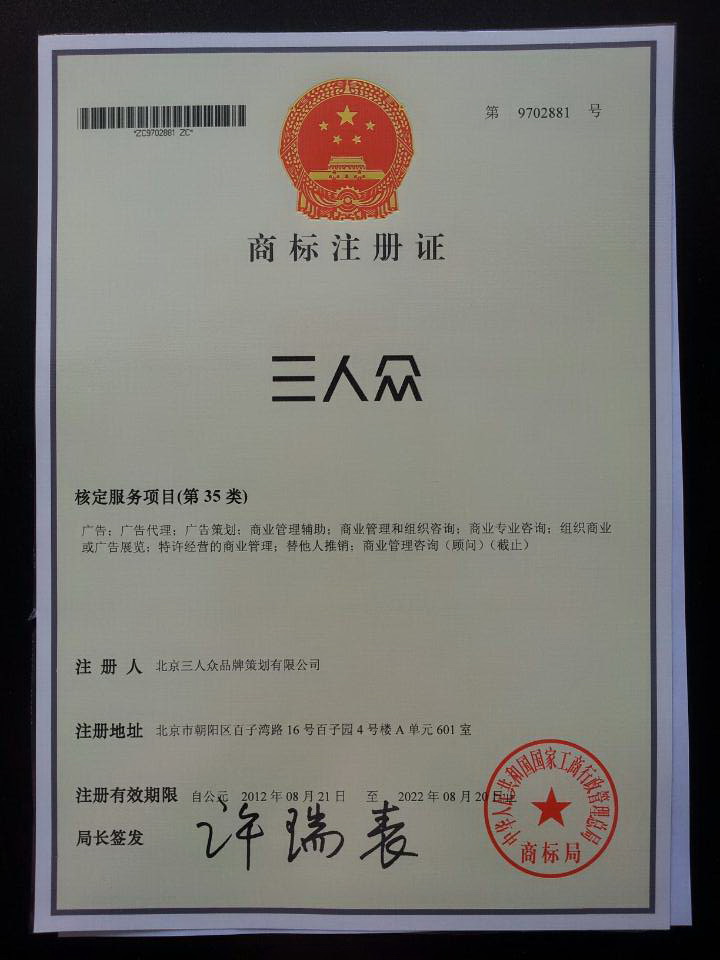 *ZC9702881 ZC*
第 9702881 号
商标注册证
三人众
核定服务项目(第 35 类)
广告；广告代理；广告策划；商业管理辅助；商业管理和组织咨询；商业专业咨询；组织商业
或广告展览；特许经营的商业管理；替他人推销；商业管理咨询（顾问）（截止）
注 册 人 北京三人众品牌策划有限公司
注册地址 北京市朝阳区百子湾路 16 号百子园 4 号楼 A 单元 601 室
注册有效期限 自公元 2012 年 08 月 21 日 至 2022 年 08 月 20 日止
局长签发 许瑞表
中华人民共和国国家工商行政管理总局
商标局